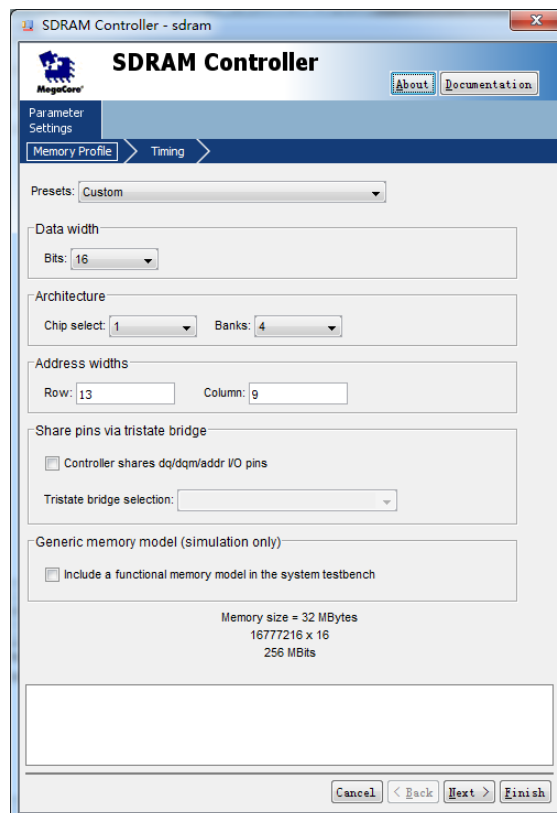 SDRAM Controller - sdram
MegaCore'
SDRAM Controller
About Documentation
Parameter
Settings
Memory Profile Timing
Presets: Custom
Data width
Bits: 16
Architecture
Chip select: 1 Banks: 4
Address widths
Row: 13 Column: 9
Share pins via tristate bridge
Controller shares dq/dqm/addr I/O pins
Tristate bridge selection:
Generic memory model (simulation only)
Include a functional memory model in the system testbench
Memory size = 32 MBytes
16777216 x 16
256 MBits
Cancel < Back Next > Finish